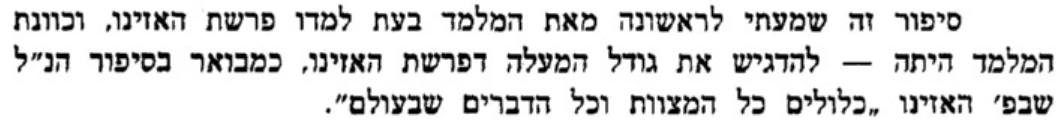 סיפור זה שמעתי לראשונה מאת המלמד בעת למדו פרשת האזינו, וכוונת
המלמד היתה — להדגיש את גודל המעלה דפרשת האזינו, כמבואר בסיפור הנ״ל
שבפ׳ האזינו „כלולים כל המצוות וכל הדברים שבעולם״.